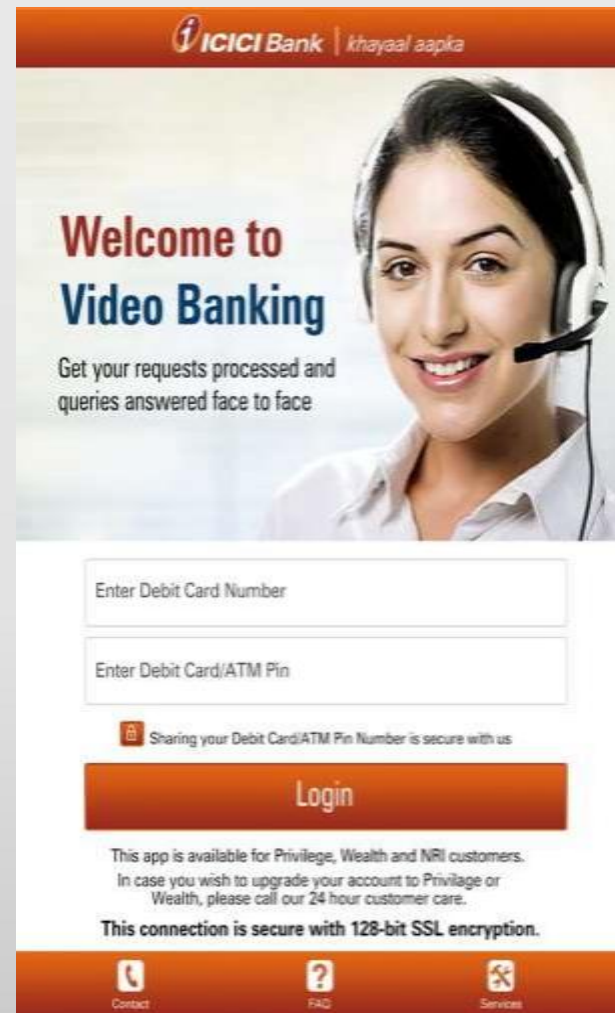 i ICICI Bank | khayaal aapka
Welcome to
Video Banking
Get your requests processed and
queries answered face to face
Enter Debit Card Number
Enter Debit Card/ATM Pin
Sharing your Debit Card/ATM Pin Number is secure with us
Login
This app is available for Privilege, Wealth and NRI customers.
In case you wish to upgrade your account to Privilage or
Wealth, please call our 24 hour customer care.
This connection is secure with 128-bit SSL encryption.
Contact ? FAQ Services